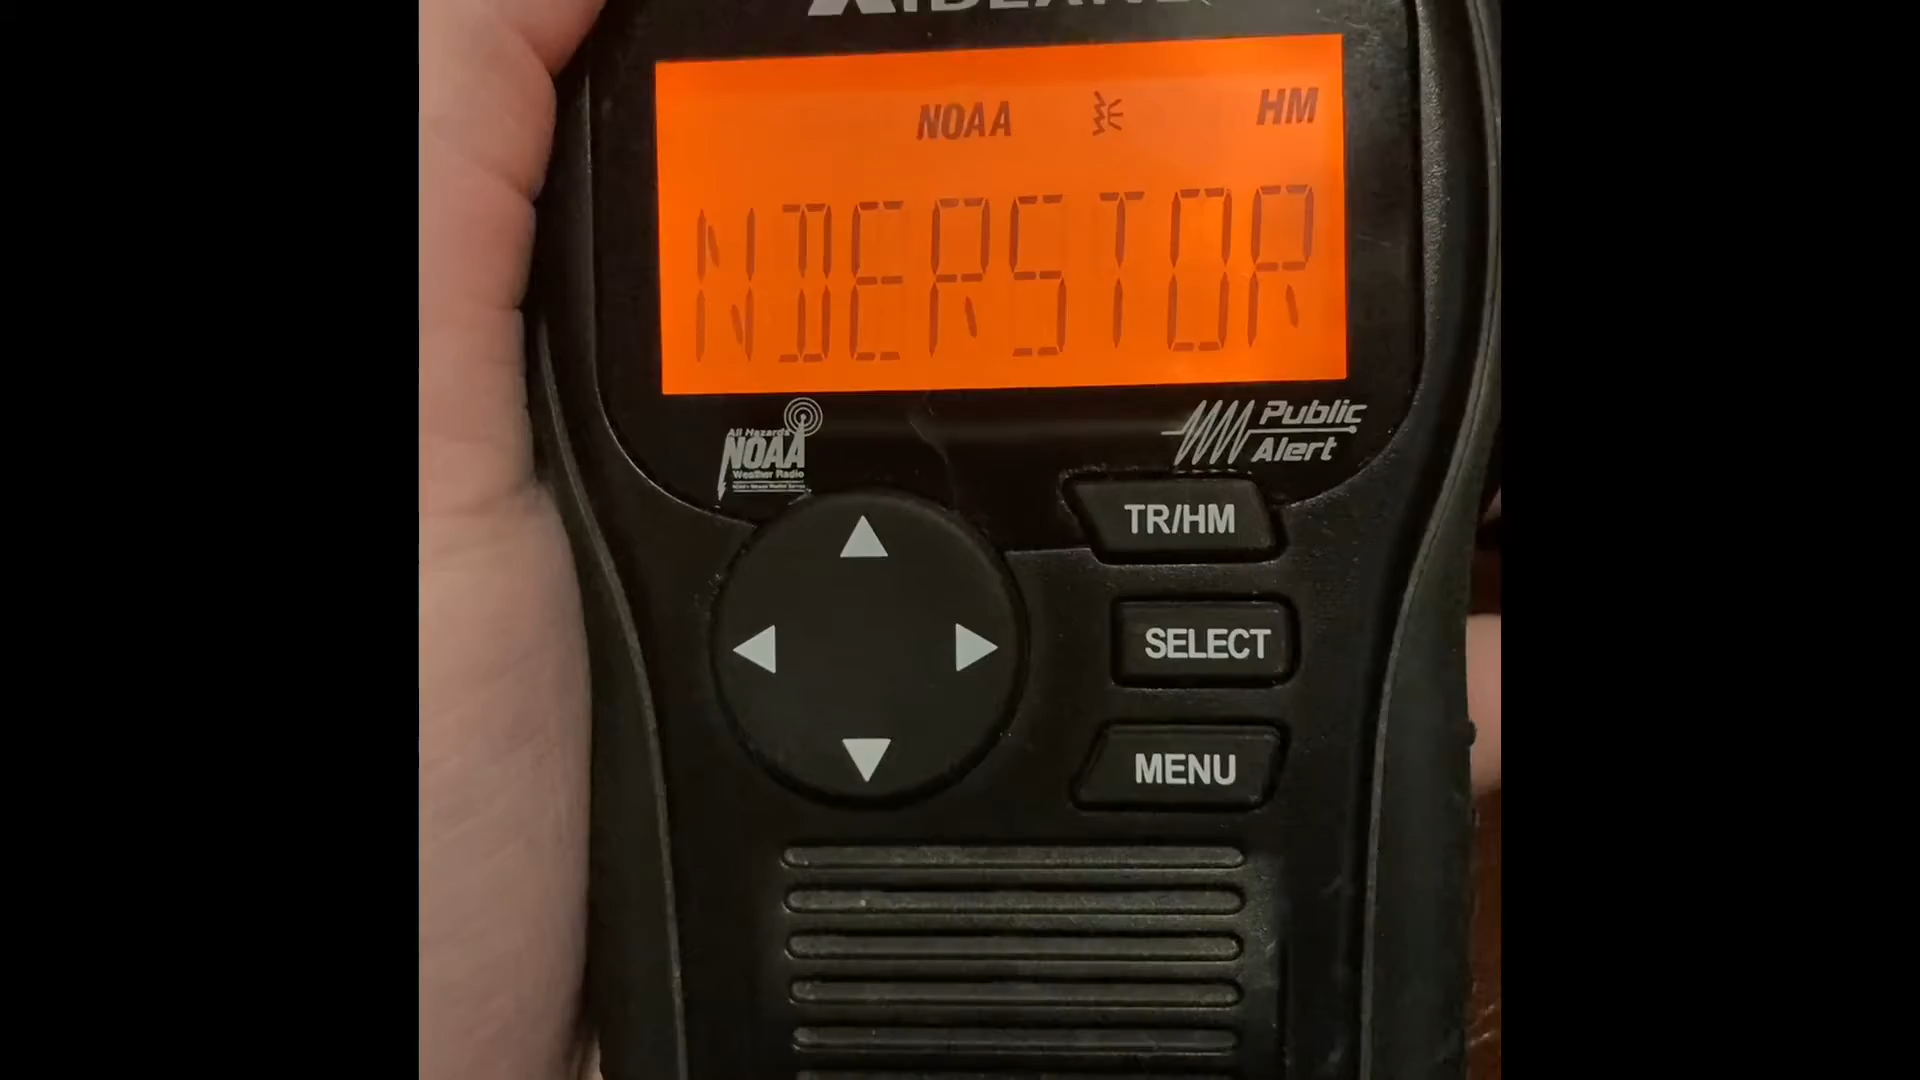 NOAA HM
NDERSTOR
All Hazards
NOAA
Weather Radio
Public
Alert
TR/HM
SELECT
MENU